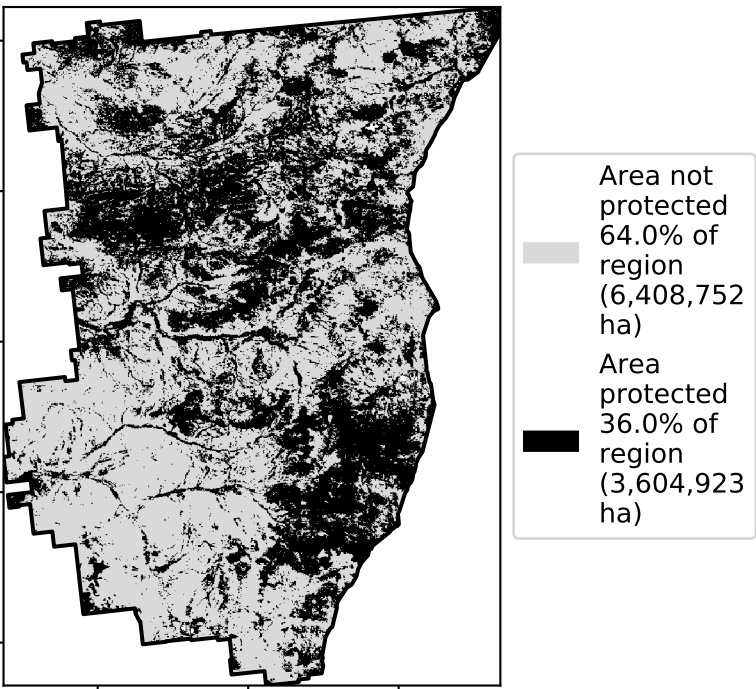 Area not
protected
64.0% of
region
(6,408,752
ha)
Area
protected
36.0% of
region
(3,604,923
ha)